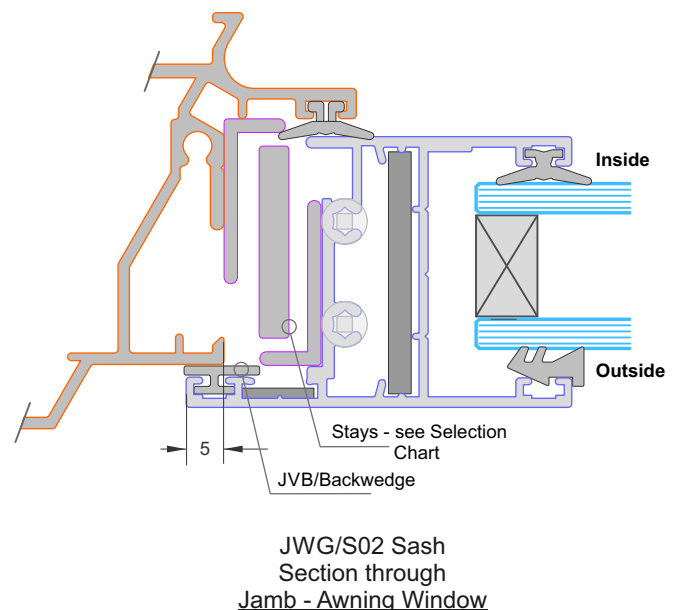 Inside
Outside
Stays - see Selection
Chart
5
JVB/Backwedge
JWG/S02 Sash
Section through
Jamb - Awning Window